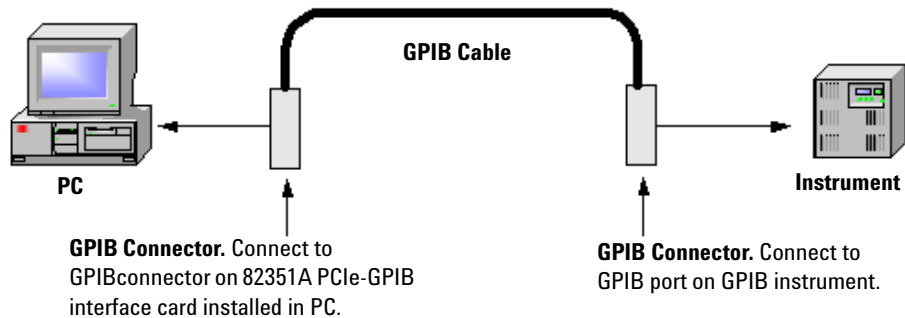 GPIB Cable
PC
Instrument
GPIB Connector. Connect to
GPIBconnector on 82351A PCIe-GPIB
interface card installed in PC.
GPIB Connector. Connect to
GPIB port on GPIB instrument.